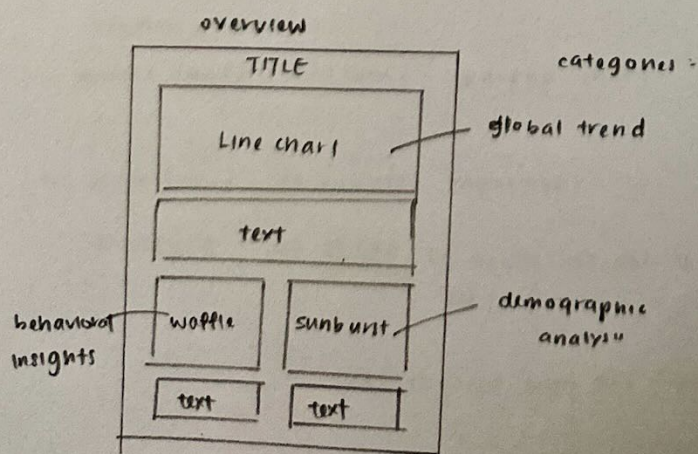 overview
TITLE
categories :
Line chart
global trend
text
behavioral
insights
waffle
sunburst
demographic
analysis
text
text